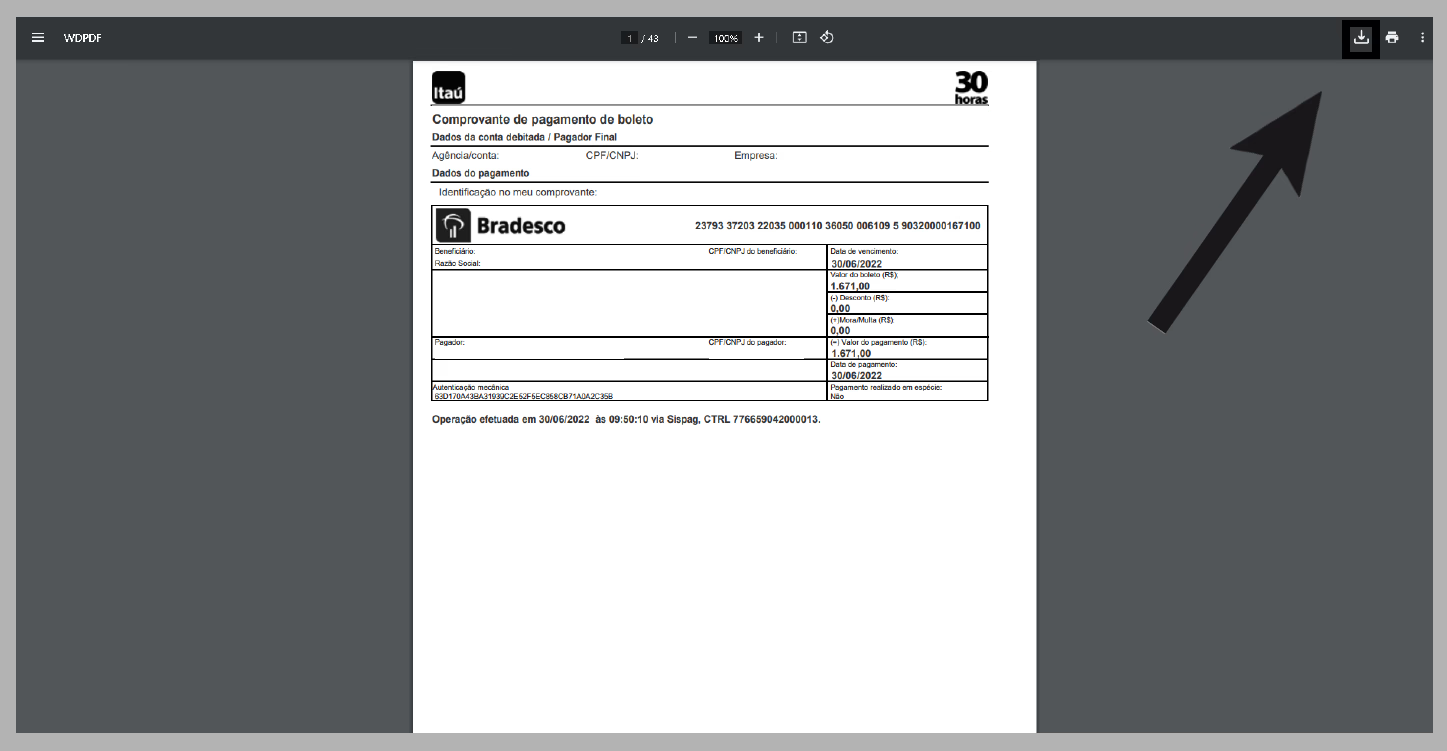 WDPDF
1 / 43
100%
Itaú
30
horas
Comprovante de pagamento de boleto
Dados da conta debitada / Pagador Final
Agência/conta: CPF/CNPJ: Empresa:
Dados do pagamento
Identificação no meu comprovante:
Bradesco 23793 37203 22035 000110 36050 006109 5 90320000167100
Beneficiário: CPF/CNPJ do beneficiário: Data de vencimento:
Razão Social: 30/06/2022
Valor do boleto (R$);
1.671,00
(-) Desconto (R$):
0,00
(+)Mora/Multa (R$):
0,00
Pagador: CPF/CNPJ do pagador: (=) Valor do pagamento (R$):
1.671,00
Data de pagamento:
30/06/2022
Autenticação mecânica Pagamento realizado em espécie:
63D170A43BA31939C2E52F5EC858CB71A0A2C35B Não
Operação efetuada em 30/06/2022 às 09:50:10 via Sispag, CTRL 776659042000013.